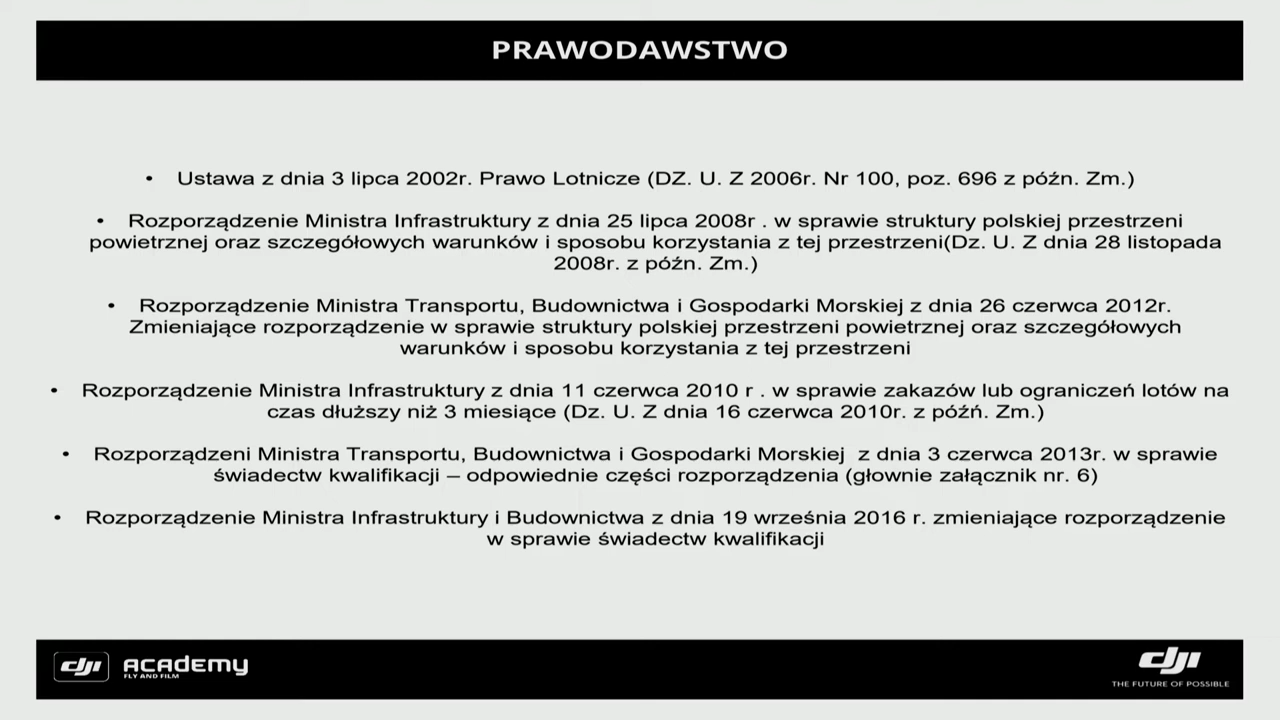 PRAWODAWSTWO
• Ustawa z dnia 3 lipca 2002r. Prawo Lotnicze (DZ. U. Z 2006r. Nr 100, poz. 696 z późn. Zm.)
• Rozporządzenie Ministra Infrastruktury z dnia 25 lipca 2008r . w sprawie struktury polskiej przestrzeni
powietrznej oraz szczegółowych warunków i sposobu korzystania z tej przestrzeni(Dz. U. Z dnia 28 listopada
2008r. z późn. Zm.)
• Rozporządzenie Ministra Transportu, Budownictwa i Gospodarki Morskiej z dnia 26 czerwca 2012r.
Zmieniające rozporządzenie w sprawie struktury polskiej przestrzeni powietrznej oraz szczegółowych
warunków i sposobu korzystania z tej przestrzeni
• Rozporządzenie Ministra Infrastruktury z dnia 11 czerwca 2010 r . w sprawie zakazów lub ograniczeń lotów na
czas dłuższy niż 3 miesiące (Dz. U. Z dnia 16 czerwca 2010r. z późń. Zm.)
• Rozporządzeni Ministra Transportu, Budownictwa i Gospodarki Morskiej z dnia 3 czerwca 2013r. w sprawie
świadectw kwalifikacji – odpowiednie części rozporządzenia (głownie załącznik nr. 6)
• Rozporządzenie Ministra Infrastruktury i Budownictwa z dnia 19 września 2016 r. zmieniające rozporządzenie
w sprawie świadectw kwalifikacji
dji ACADEMY
FLY AND FILM
dji
THE FUTURE OF POSSIBLE